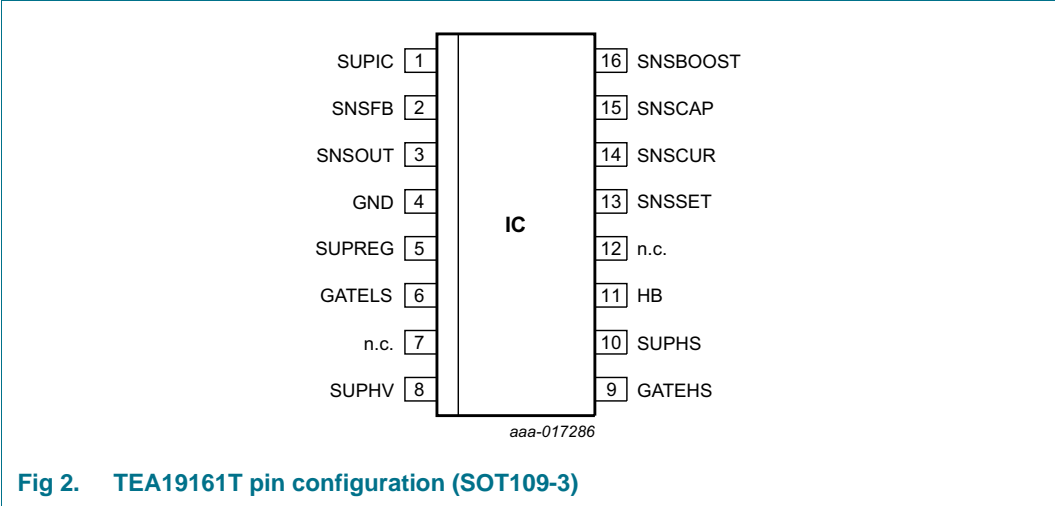 SUPIC 1
SNSFB 2
SNSOUT 3
GND 4
SUPREG 5
GATELS 6
n.c. 7
SUPHV 8
IC
16 SNSBOOST
15 SNSCAP
14 SNSCUR
13 SNSSET
12 n.c.
11 HB
10 SUPHS
9 GATEHS
aaa-017286
Fig 2. TEA19161T pin configuration (SOT109-3)